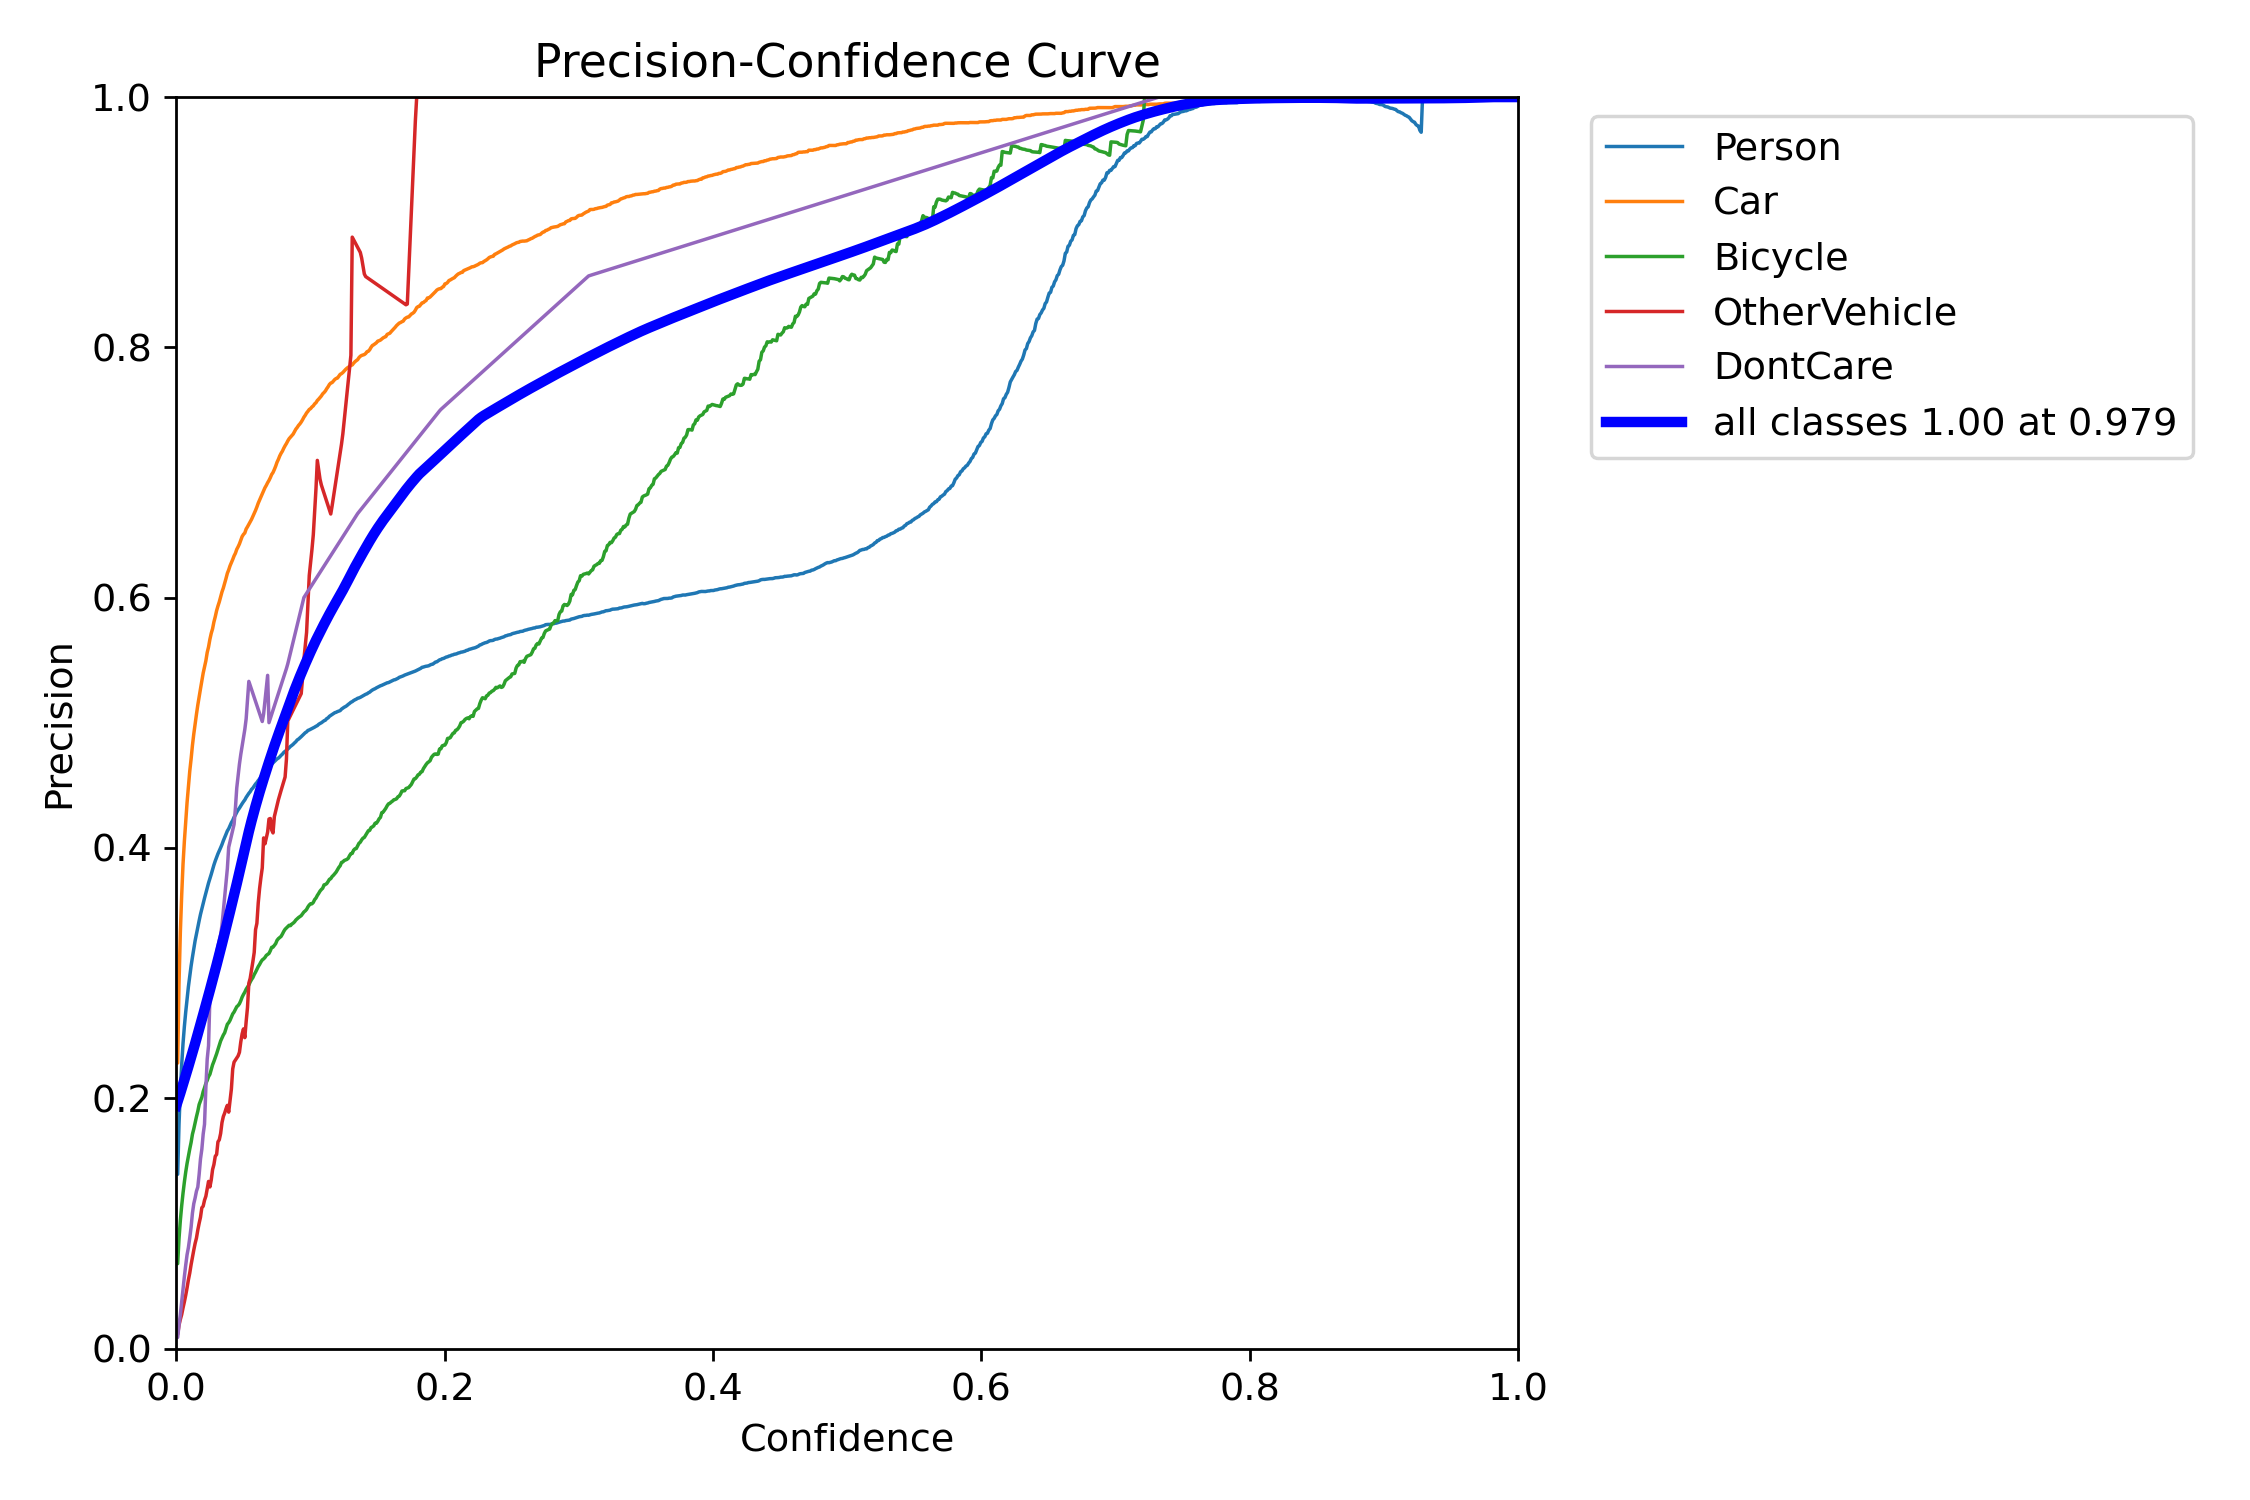 Precision-Confidence Curve
1.0
0.8
0.6
0.4
0.2
0.0
Precision
0.0 0.2 0.4 0.6 0.8 1.0
Confidence
Person
Car
Bicycle
OtherVehicle
DontCare
all classes 1.00 at 0.979